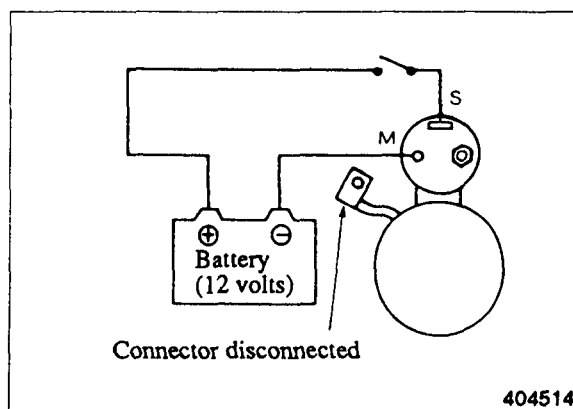 S
M
⊕ ⊖
Battery
(12 volts)
Connector disconnected
404514